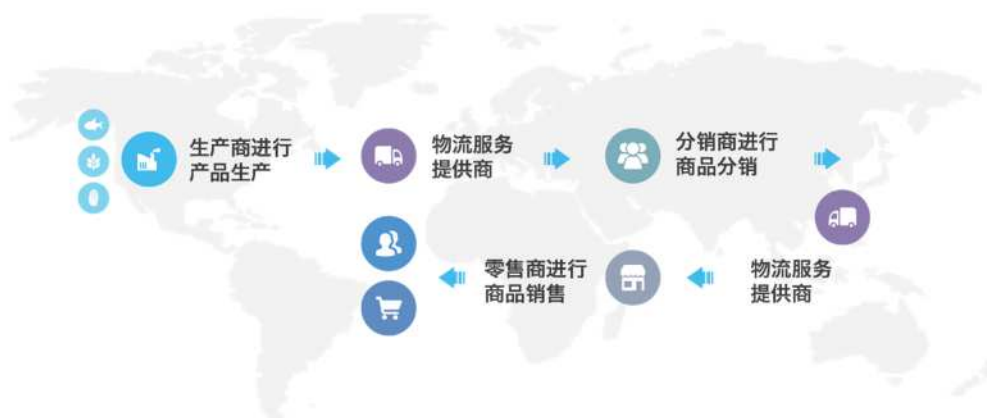 生产商进行
产品生产
物流服务
提供商
分销商进行
商品分销
物流服务
提供商
零售商进行
商品销售